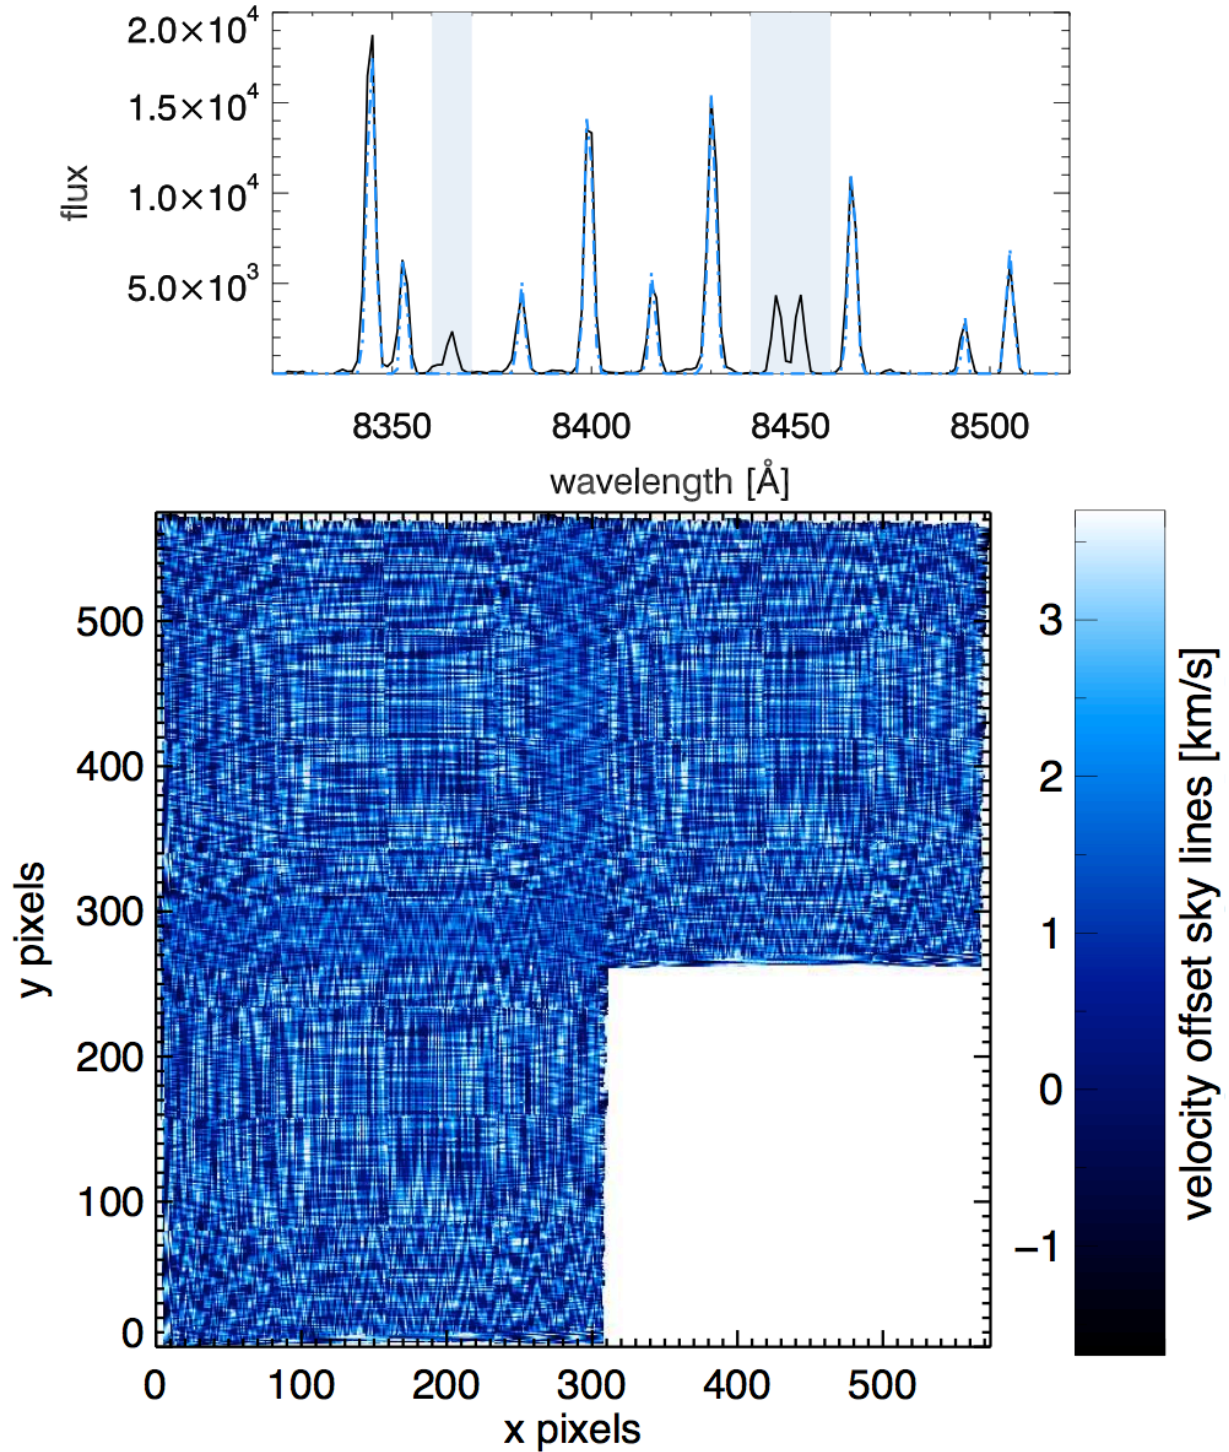 2.0×10⁴
1.5×10⁴
1.0×10⁴
5.0×10³
flux
8350 8400 8450 8500
wavelength [Å]
500
400
300
200
100
0
y pixels
0 100 200 300 400 500
x pixels
3
2
1
0
−1
velocity offset sky lines [km/s]